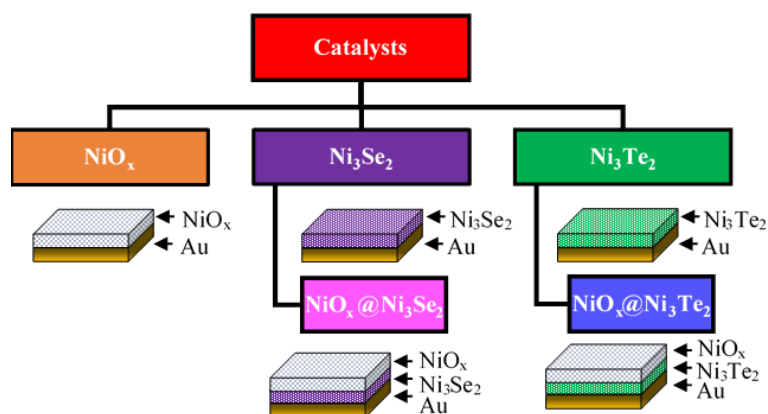 Catalysts
NiOₓ
Ni₃Se₂
Ni₃Te₂
NiOₓ
Au
Ni₃Se₂
Au
Ni₃Te₂
Au
NiOₓ@Ni₃Se₂
NiOₓ@Ni₃Te₂
NiOₓ
Ni₃Se₂
Au
NiOₓ
Ni₃Te₂
Au